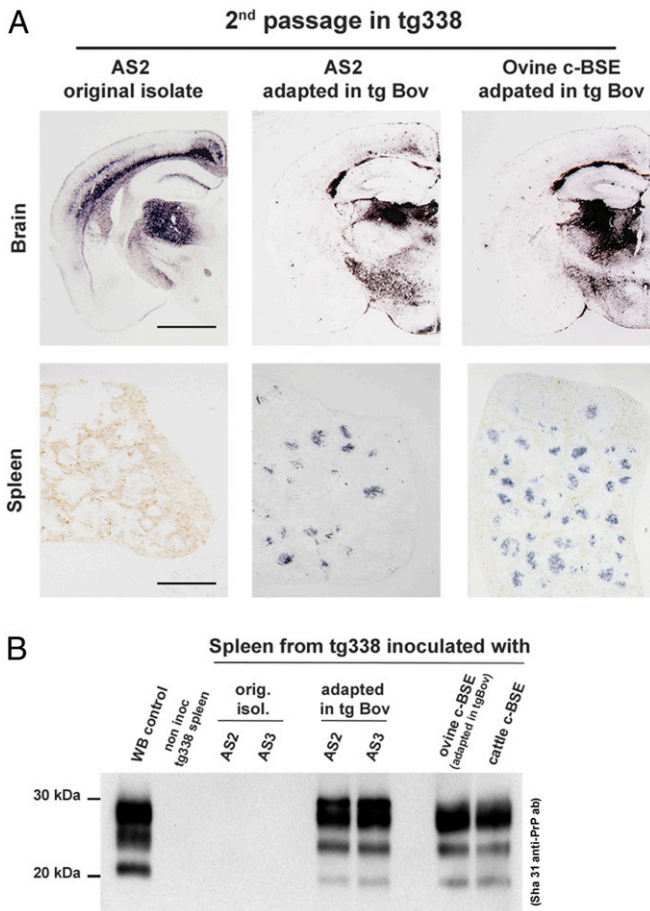 A
2nd passage in tg338
AS2
original isolate
AS2
adapted in tg Bov
Ovine c-BSE
adpated in tg Bov
Brain
Spleen
B
Spleen from tg338 inoculated with
orig.
isol.
adapted
in tg Bov
WB control
non inoc
tg338 spleen
AS2
AS3
AS2
AS3
ovine c-BSE
(adapted in tgBov)
cattle c-BSE
30 kDa
20 kDa
(Sha 31 anti-PrP ab)